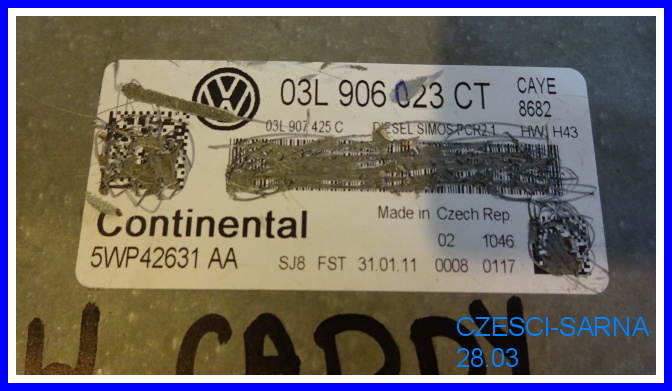 03L 906 023 CT
CAYE
8682
03L 907 425 C DIESEL SIMOS PCR2.1 HW H43
Continental
Made in Czech Rep.
02 1046
5WP42631 AA
SJ8 FST 31.01.11 0008 0117
W CADDY
CZESCI-SARNA
28.03